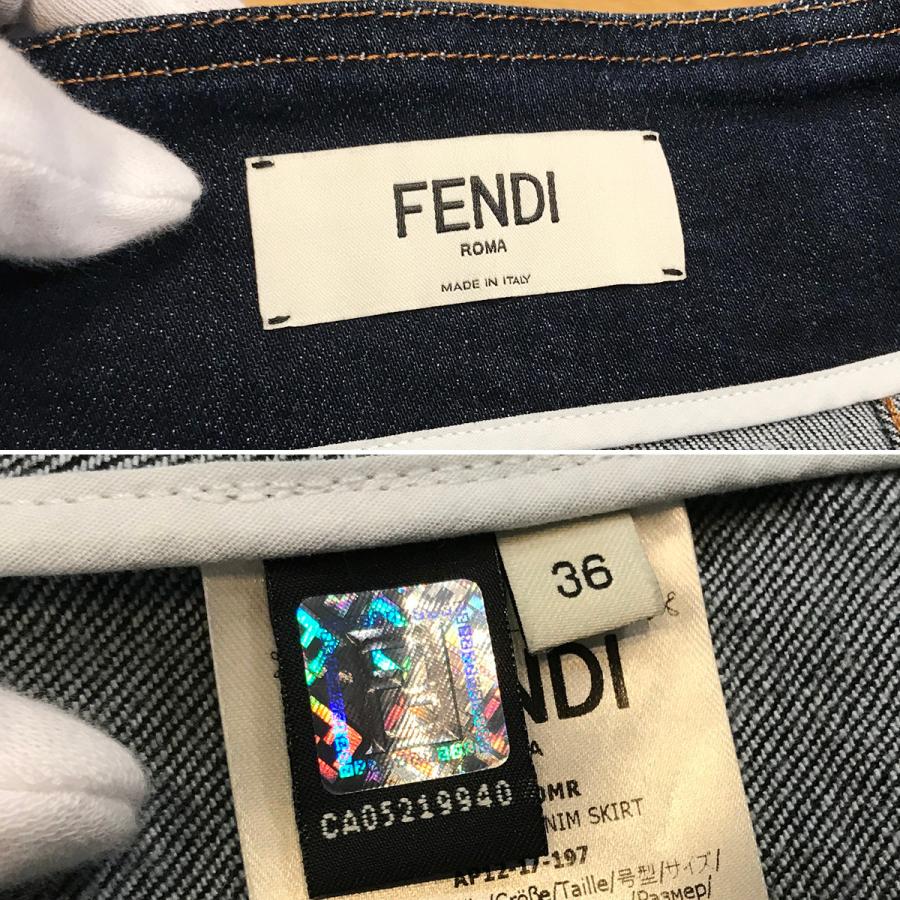 FENDI
ROMA
MADE IN ITALY
36
NDI
A
OMR
NIM SKIRT
CA05219940
AP12-17-197
/Größe/Taille/号型/サイズ/
/Размер/